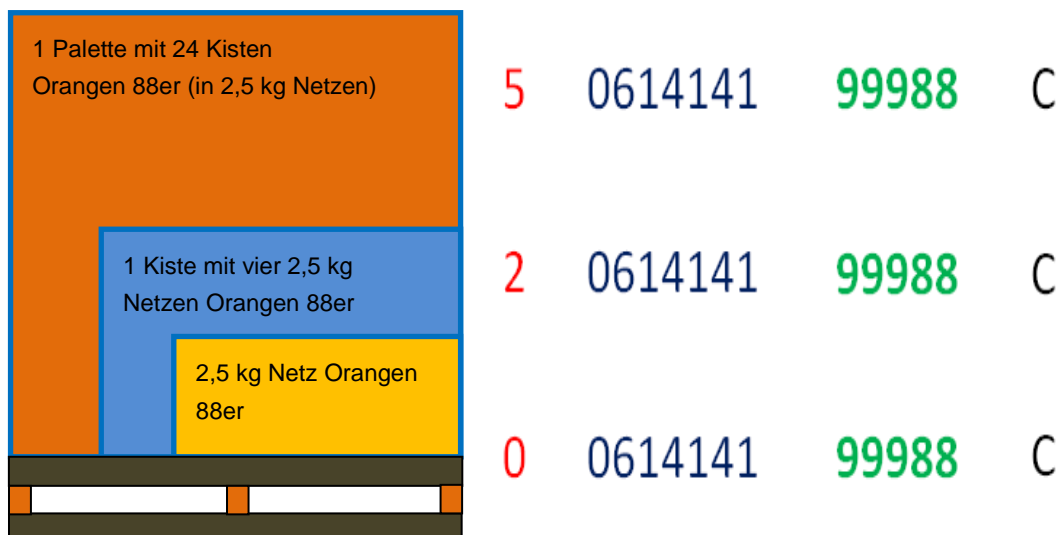 1 Palette mit 24 Kisten
Orangen 88er (in 2,5 kg Netzen)
5 0614141 99988 C
1 Kiste mit vier 2,5 kg
Netzen Orangen 88er
2 0614141 99988 C
2,5 kg Netz Orangen
88er
0 0614141 99988 C